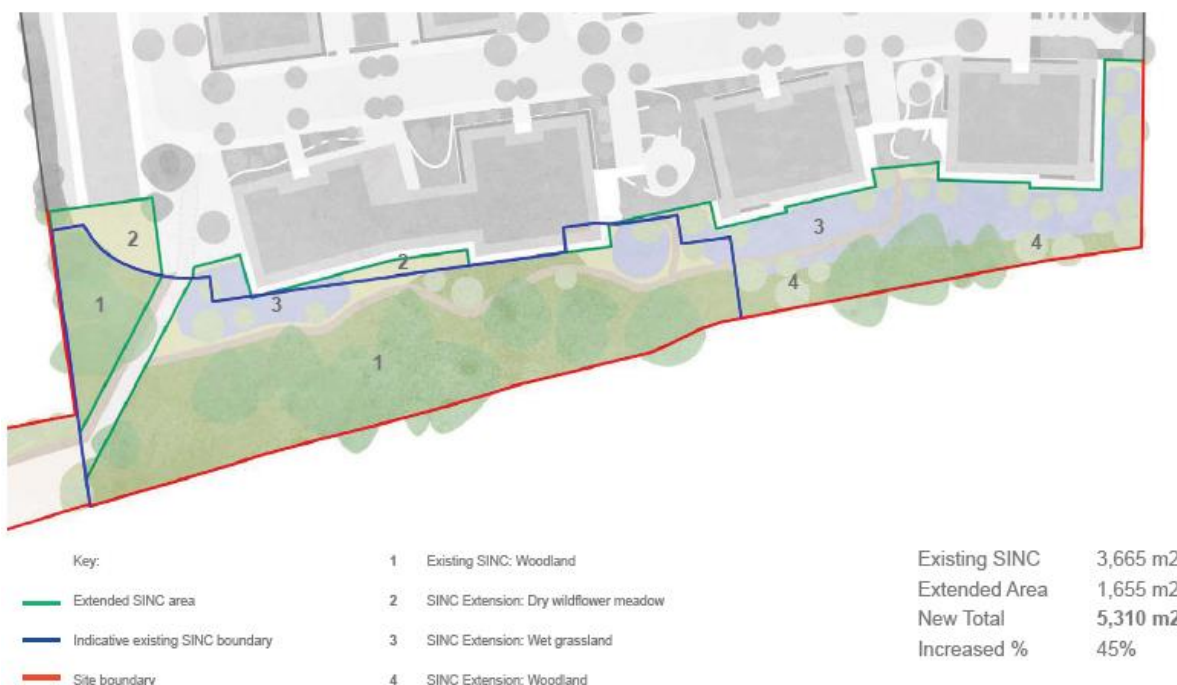 2
1
2
3
1
3
4
4
Key:
Extended SINC area
Indicative existing SINC boundary
Site boundary
1 Existing SINC: Woodland
2 SINC Extension: Dry wildflower meadow
3 SINC Extension: Wet grassland
4 SINC Extension: Woodland
Existing SINC 3,665 m2
Extended Area 1,655 m2
New Total 5,310 m2
Increased % 45%